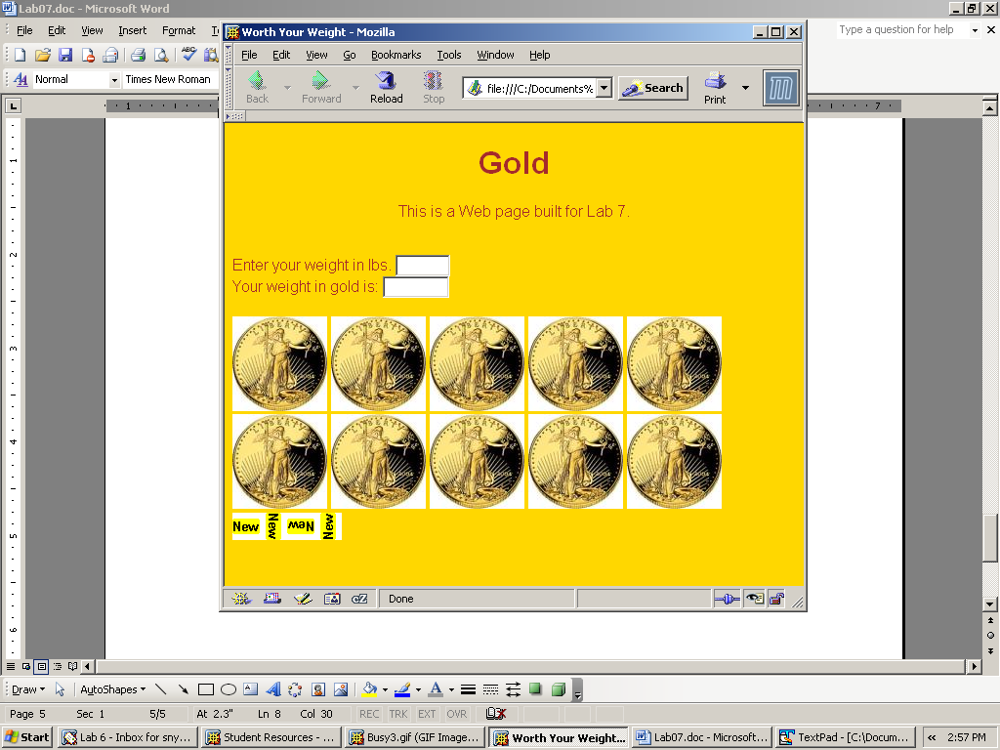 Lab07.doc - Microsoft Word
File Edit View Insert Format
Type a question for help
Normal Times New Roman
Worth Your Weight - Mozilla
File Edit View Go Bookmarks Tools Window Help
Back Forward Reload Stop file:///C:/Documents% Search Print
Gold
This is a Web page built for Lab 7.
Enter your weight in lbs.
Your weight in gold is:
New New New New
Done
Draw AutoShapes
Page 5 Sec 1 5/5 At 2.3" Ln 8 Col 30 REC TRK EXT OVR
Start Lab 6 - Inbox for sny... Student Resources - ... Busy3.gif (GIF Image... Worth Your Weight... Lab07.doc - Microsoft... TextPad - [C:\Docum... 2:57 PM